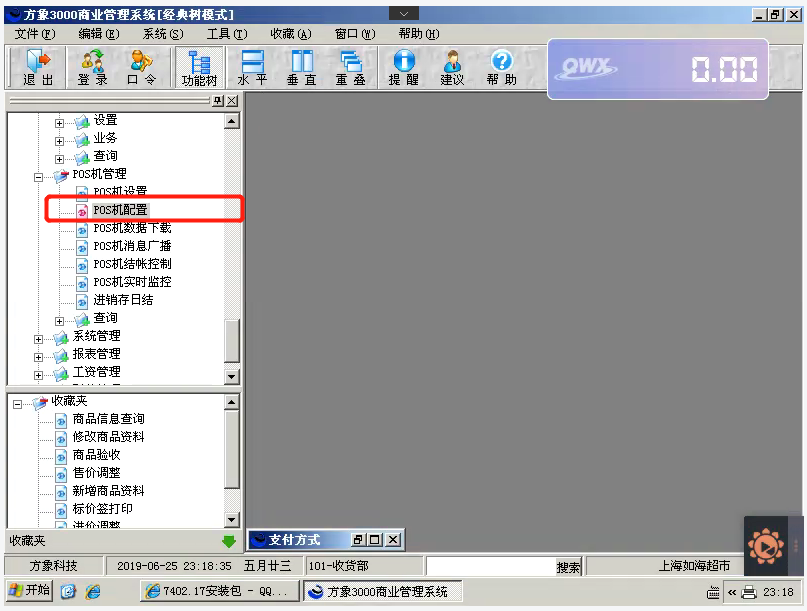 方象3000商业管理系统[经典树模式]
文件(F) 编辑(E) 系统(S) 工具(T) 收藏(A) 窗口(W) 帮助(H)
退 出 登 录 口 令 功能树 水 平 垂 直 重 叠 提 醒 建议 帮 助
QWX 0.00
设置
业务
查询
POS机管理
POS机设置
POS机配置
POS机数据下载
POS机消息广播
POS机结帐控制
POS机实时监控
进销存日结
查询
系统管理
报表管理
工资管理
收藏夹
商品信息查询
修改商品资料
商品验收
售价调整
新增商品资料
标价签打印
进价调整
收藏夹
支付方式
方象科技 2019-06-25 23:18:35 五月廿三 101-收货部 搜索 上海如海超市
开始 7402.17安装包 - QQ... 方象3000商业管理系统 « 23:18